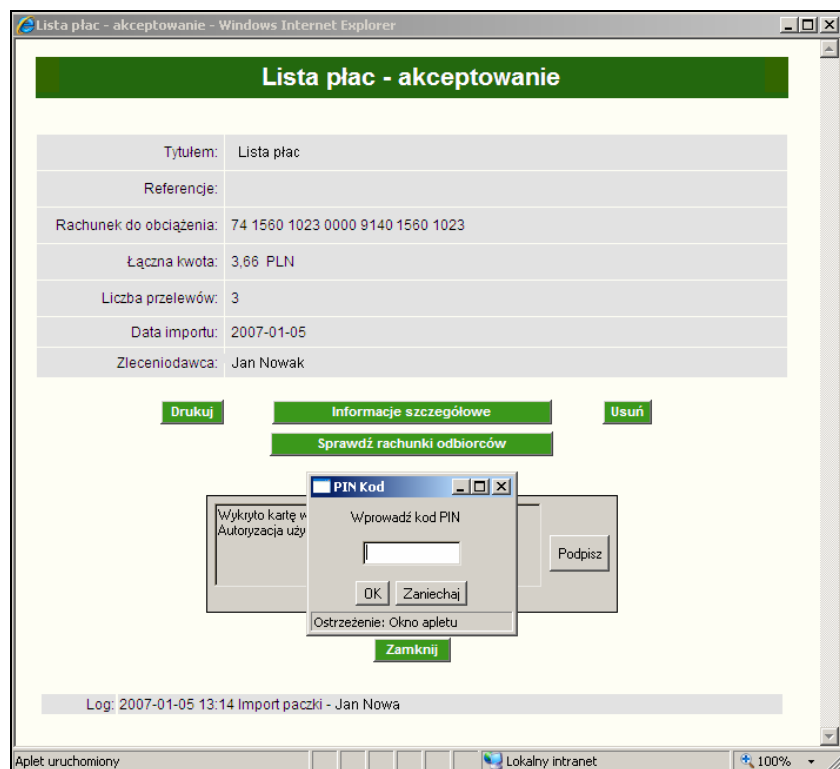 Lista płac - akceptowanie - Windows Internet Explorer
Lista płac - akceptowanie
Tytułem: Lista płac
Referencje:
Rachunek do obciążenia: 74 1560 1023 0000 9140 1560 1023
Łączna kwota: 3,66 PLN
Liczba przelewów: 3
Data importu: 2007-01-05
Zleceniodawca: Jan Nowak
Drukuj Informacje szczegółowe Usuń
Sprawdź rachunki odbiorców
PIN Kod
Wykryto kartę w
Autoryzacja uży
Wprowadź kod PIN
Podpisz
OK Zaniechaj
Ostrzeżenie: Okno apletu
Zamknij
Log: 2007-01-05 13:14 Import paczki - Jan Nowa
Aplet uruchomiony Lokalny intranet 100%